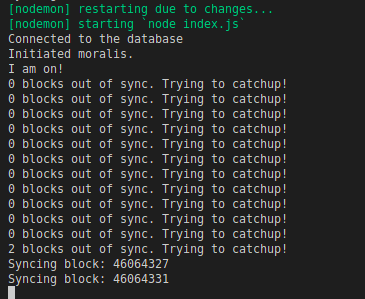 [nodemon] restarting due to changes...
[nodemon] starting `node index.js`
Connected to the database
Initiated moralis.
I am on!
0 blocks out of sync. Trying to catchup!
0 blocks out of sync. Trying to catchup!
0 blocks out of sync. Trying to catchup!
0 blocks out of sync. Trying to catchup!
0 blocks out of sync. Trying to catchup!
0 blocks out of sync. Trying to catchup!
0 blocks out of sync. Trying to catchup!
0 blocks out of sync. Trying to catchup!
0 blocks out of sync. Trying to catchup!
0 blocks out of sync. Trying to catchup!
0 blocks out of sync. Trying to catchup!
2 blocks out of sync. Trying to catchup!
Syncing block: 46064327
Syncing block: 46064331